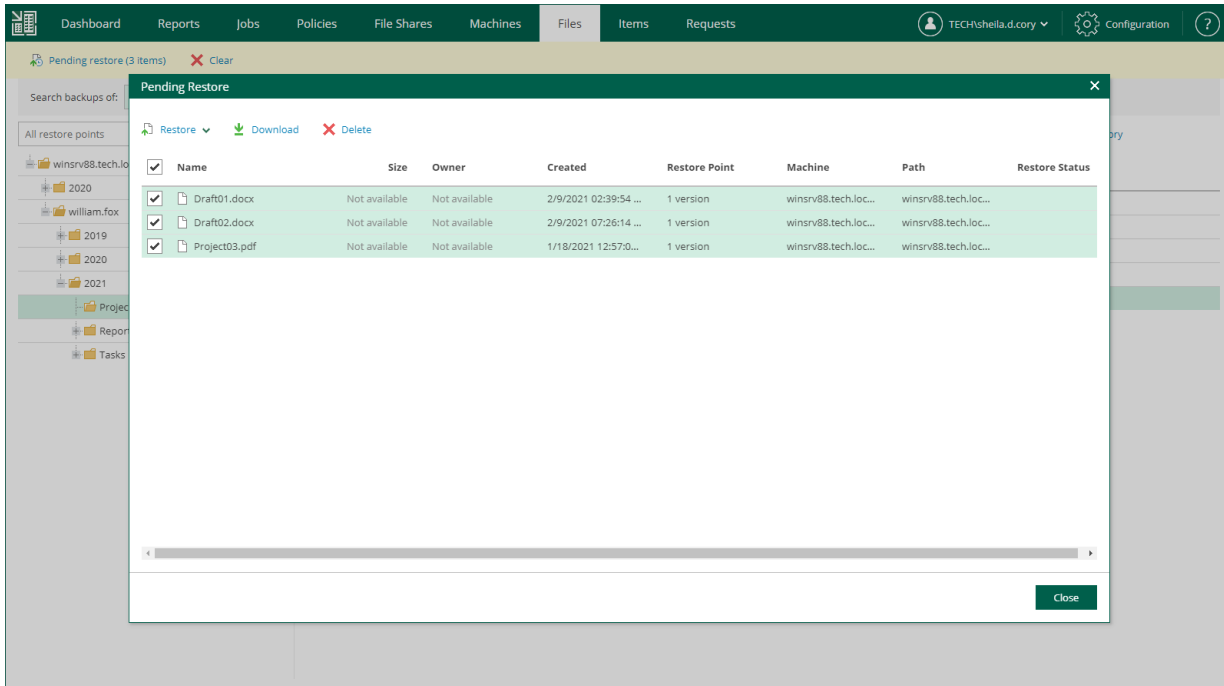 Dashboard Reports Jobs Policies File Shares Machines Files Items Requests TECH\sheila.d.cory Configuration ?
Pending restore (3 items) Clear
Search backups of:
Pending Restore
All restore points
Restore Download Delete
winsrv88.tech.lo
2020
william.fox
2019
2020
2021
Projec
Repor
Tasks
Name Size Owner Created Restore Point Machine Path Restore Status
Draft01.docx Not available Not available 2/9/2021 02:39:54 ... 1 version winsrv88.tech.loc... winsrv88.tech.loc...
Draft02.docx Not available Not available 2/9/2021 07:26:14 ... 1 version winsrv88.tech.loc... winsrv88.tech.loc...
Project03.pdf Not available Not available 1/18/2021 12:57:0... 1 version winsrv88.tech.loc... winsrv88.tech.loc...
ory
Close